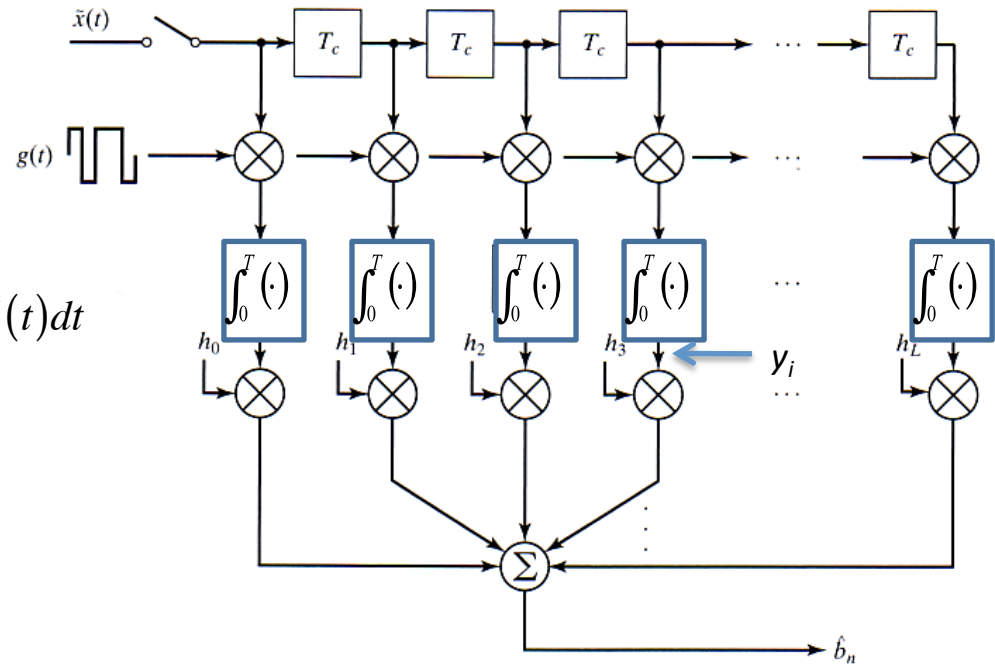 x̃(t) T_c T_c T_c ... T_c
g(t) ...
∫_0^T (·) ∫_0^T (·) ∫_0^T (·) ∫_0^T (·) ... ∫_0^T (·)
(t)dt
h_0 h_1 h_2 h_3 y_i h_L
...
Σ
b̂_n